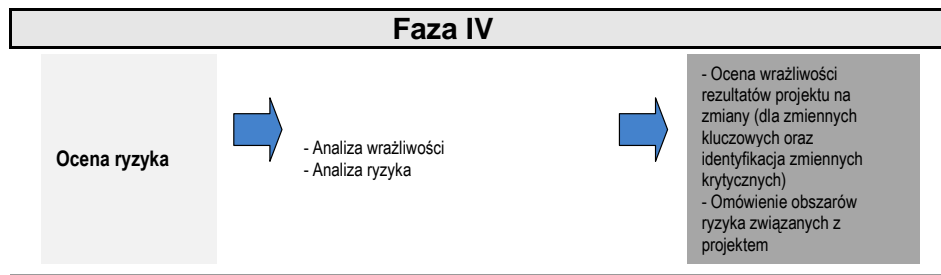 Faza IV
Ocena ryzyka
- Analiza wrażliwości
- Analiza ryzyka
- Ocena wrażliwości
rezultatów projektu na
zmiany (dla zmiennych
kluczowych oraz
identyfikacja zmiennych
krytycznych)
- Omówienie obszarów
ryzyka związanych z
projektem